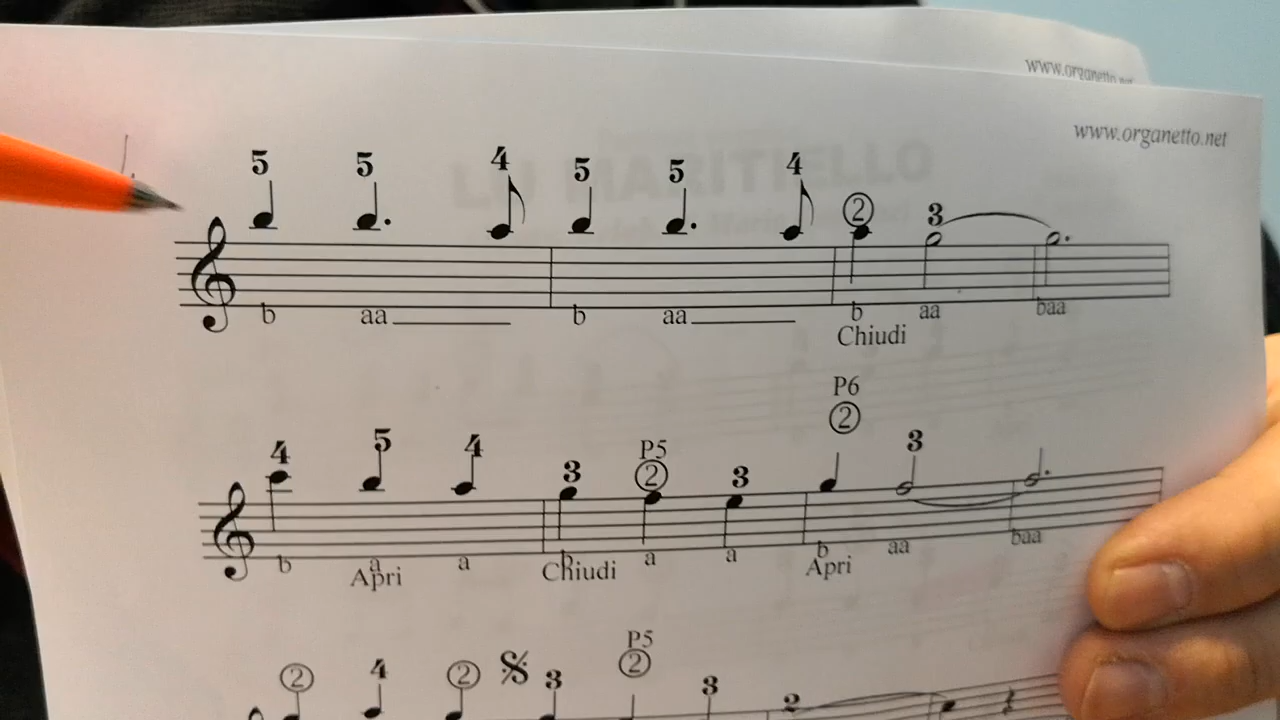 www.organetto.net
www.organetto.net
LU MARITIELLO
5 5 4 5 5 4 2 3
b aa b aa b aa baa
Chiudi
P6
2
4 5 4 3 P5 2 3 3
b a a b a a b aa baa
Apri Chiudi Apri
P5
2 4 2 3 2 3 2